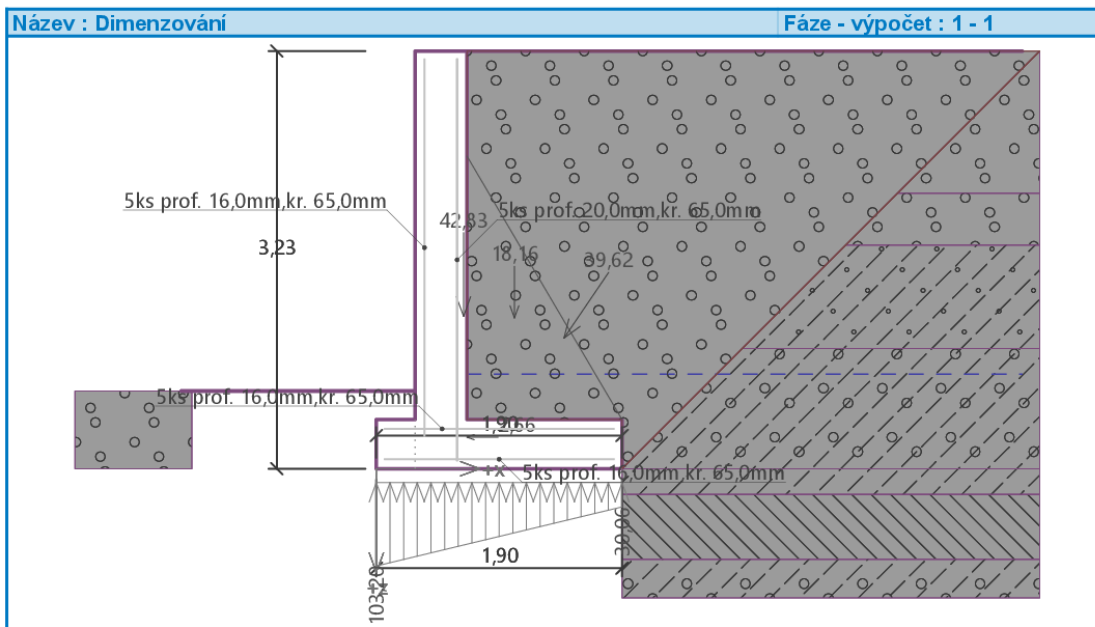 Název : Dimenzování
Fáze - výpočet : 1 - 1
5ks prof. 16,0mm,kr. 65,0mm
5ks prof. 20,0mm,kr. 65,0mm
42,83
3,23
18,16
39,62
5ks prof. 16,0mm,kr. 65,0mm
1,90
+x
5ks prof. 16,0mm,kr. 65,0mm
1,90
103,20
+z